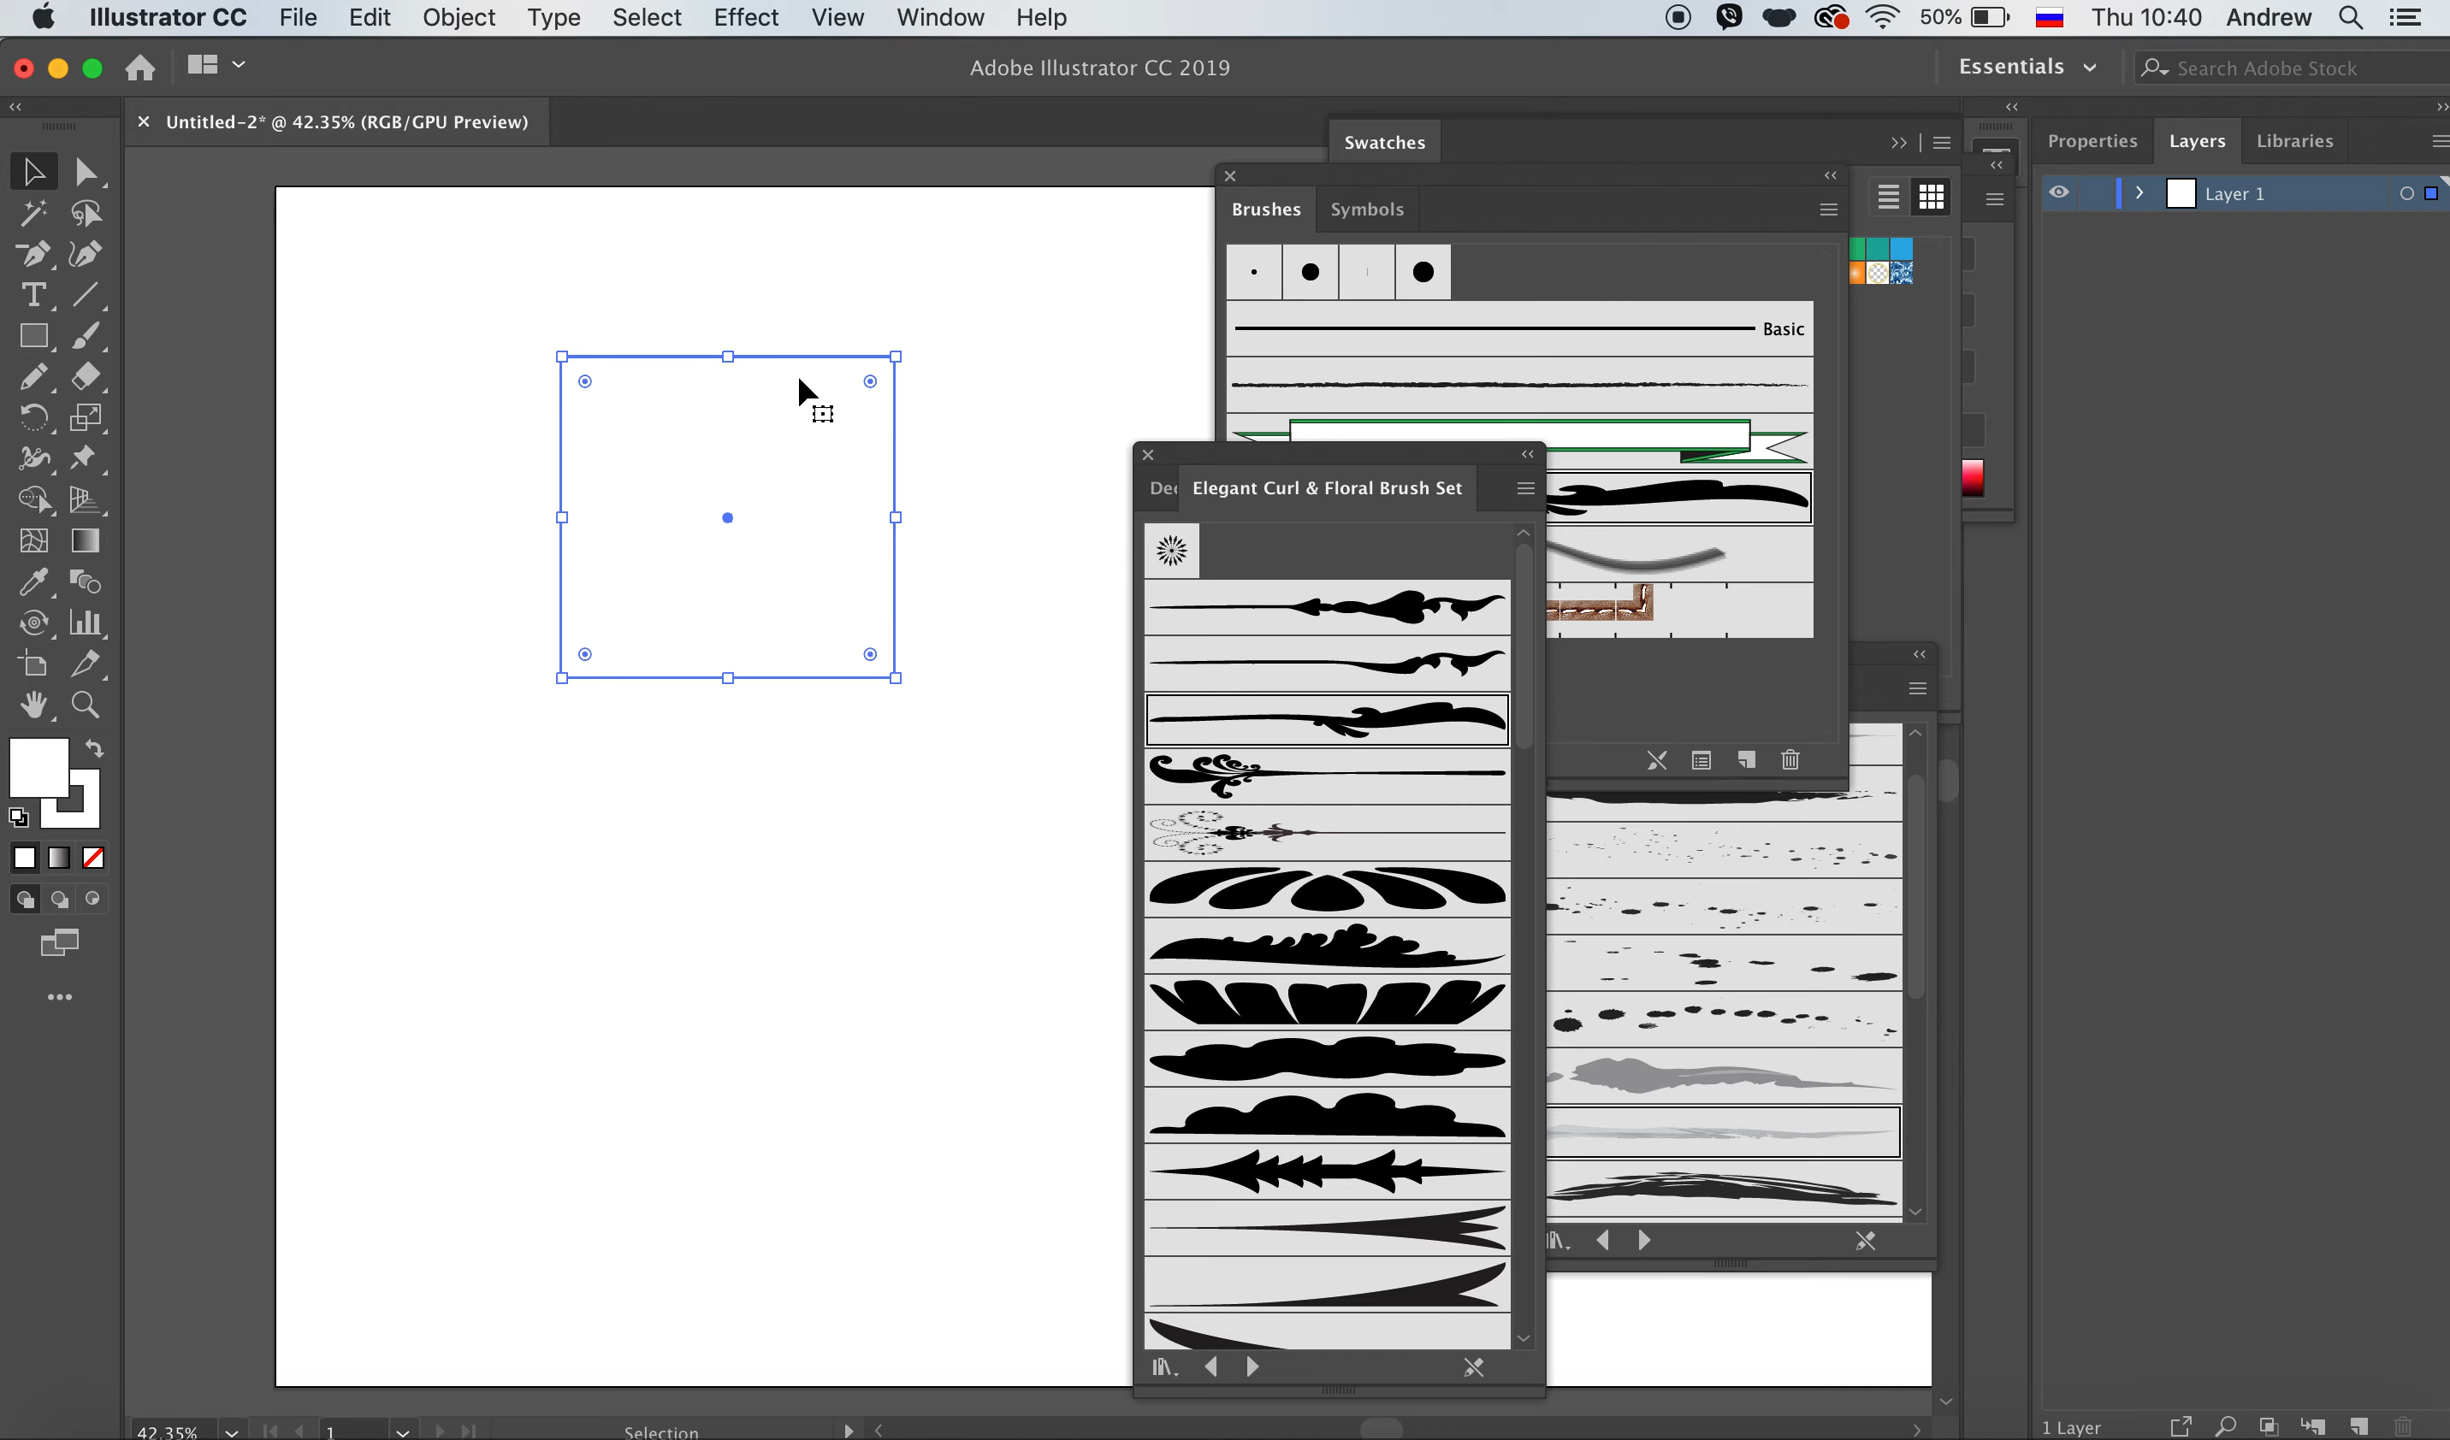 Illustrator CC File Edit Object Type Select Effect View Window Help 50% Thu 10:40 Andrew
Adobe Illustrator CC 2019 Essentials Search Adobe Stock
Untitled-2* @ 42.35% (RGB/GPU Preview)
Swatches
Properties Layers Libraries
Layer 1
Brushes Symbols
Basic
Elegant Curl & Floral Brush Set
42.35% 1 Selection
1 Layer